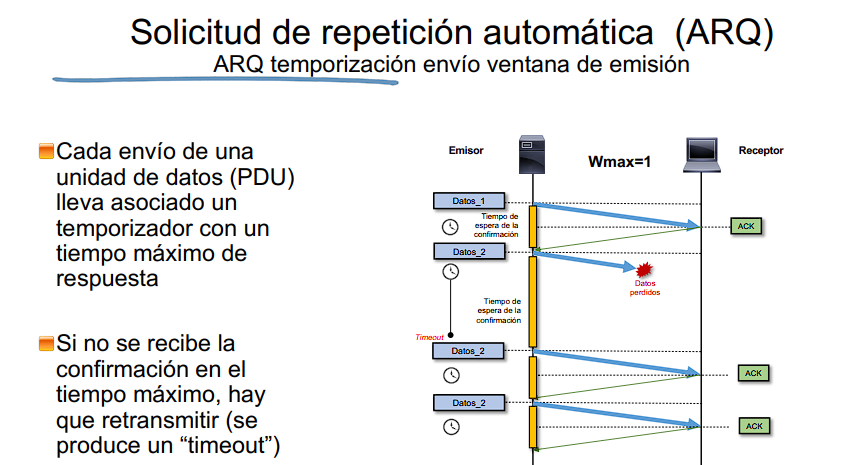 Solicitud de repetición automática (ARQ)
ARQ temporización envío ventana de emisión
Cada envío de una
unidad de datos (PDU)
lleva asociado un
temporizador con un
tiempo máximo de
respuesta
Si no se recibe la
confirmación en el
tiempo máximo, hay
que retransmitir (se
produce un “timeout”)
Emisor
Wmax=1
Receptor
Datos_1
Tiempo de
espera de la
confirmación
ACK
Datos_2
Datos
perdidos
Tiempo de
espera de la
confirmación
Timeout
Datos_2
ACK
Datos_2
ACK